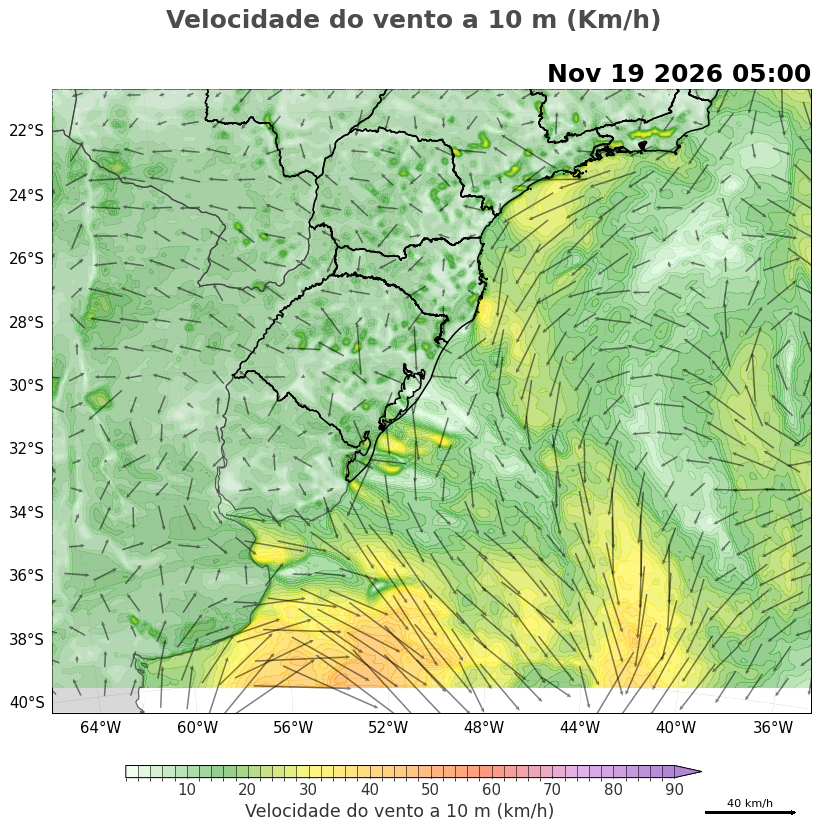 Velocidade do vento a 10 m (Km/h)
Nov 19 2026 05:00
22°S
24°S
26°S
28°S
30°S
32°S
34°S
36°S
38°S
40°S
64°W 60°W 56°W 52°W 48°W 44°W 40°W 36°W
10 20 30 40 50 60 70 80 90
Velocidade do vento a 10 m (km/h)
40 km/h